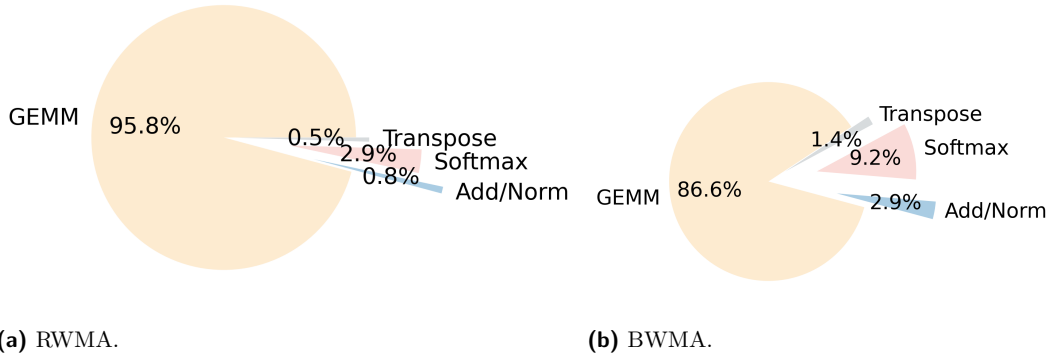 GEMM
95.8%
0.5%
Transpose
2.9%
Softmax
0.8%
Add/Norm
(a) RWMA.
GEMM
86.6%
1.4%
Transpose
9.2%
Softmax
2.9%
Add/Norm
(b) BWMA.